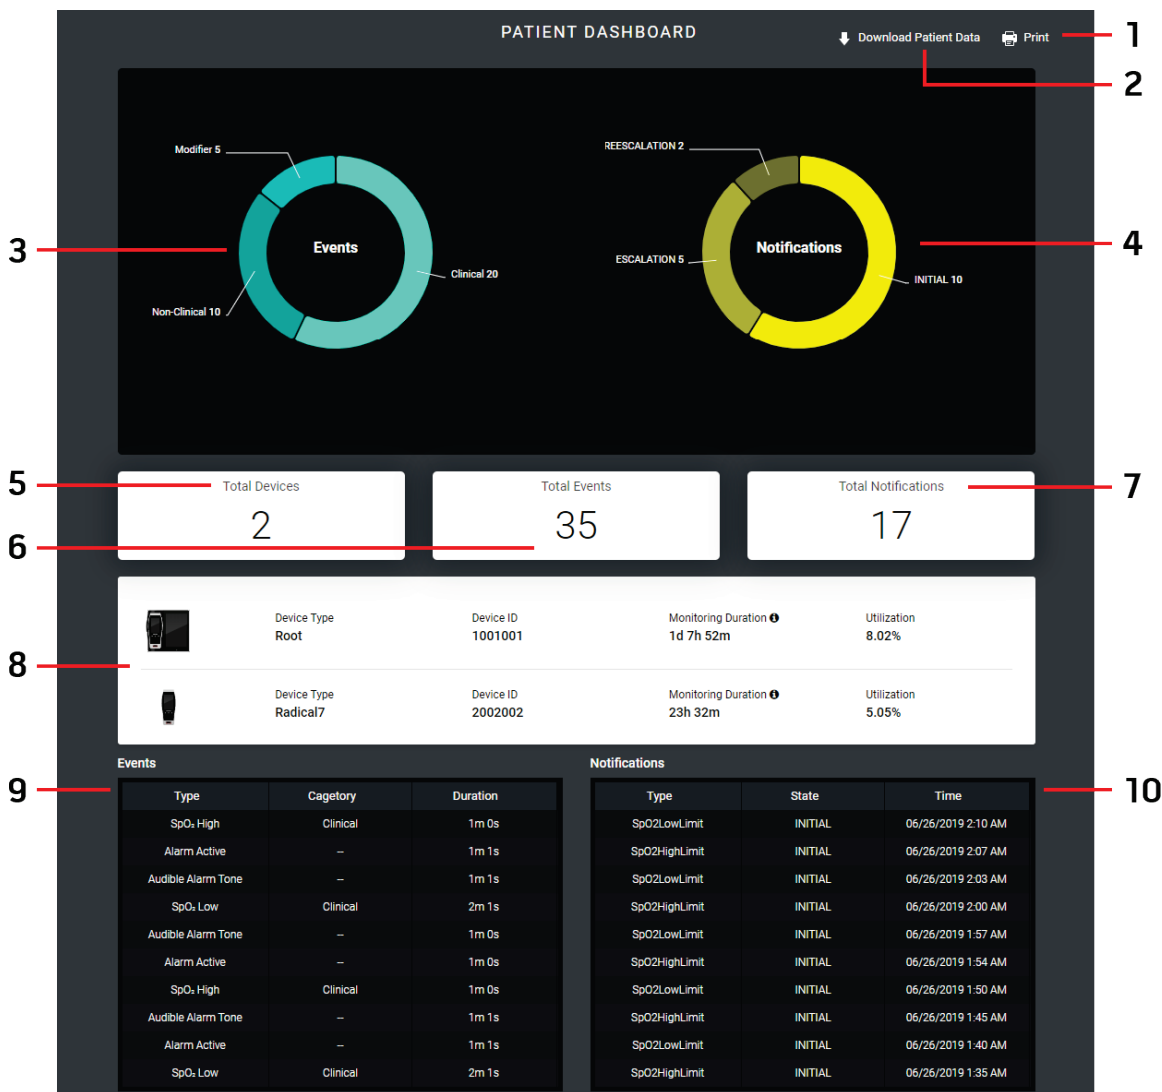 PATIENT DASHBOARD
Download Patient Data Print 1
2
Modifier 5
REESCALATION 2
3 Events Notifications 4
ESCALATION 5
Clinical 20
INITIAL 10
Non-Clinical 10
5 Total Devices Total Events Total Notifications 7
2 35 17
6
Device Type Device ID Monitoring Duration Utilization
Root 1001001 1d 7h 52m 8.02%
8
Device Type Device ID Monitoring Duration Utilization
Radical7 2002002 23h 32m 5.05%
Events Notifications
9 Type Cagetory Duration Type State Time 10
SpO₂ High Clinical 1m 0s SpO2LowLimit INITIAL 06/26/2019 2:10 AM
Alarm Active -- 1m 1s SpO2HighLimit INITIAL 06/26/2019 2:07 AM
Audible Alarm Tone -- 1m 1s SpO2LowLimit INITIAL 06/26/2019 2:03 AM
SpO₂ Low Clinical 2m 1s SpO2HighLimit INITIAL 06/26/2019 2:00 AM
Audible Alarm Tone -- 1m 0s SpO2LowLimit INITIAL 06/26/2019 1:57 AM
Alarm Active -- 1m 0s SpO2HighLimit INITIAL 06/26/2019 1:54 AM
SpO₂ High Clinical 1m 0s SpO2LowLimit INITIAL 06/26/2019 1:50 AM
Audible Alarm Tone -- 1m 1s SpO2HighLimit INITIAL 06/26/2019 1:45 AM
Alarm Active -- 1m 1s SpO2LowLimit INITIAL 06/26/2019 1:40 AM
SpO₂ Low Clinical 2m 1s SpO2HighLimit INITIAL 06/26/2019 1:35 AM